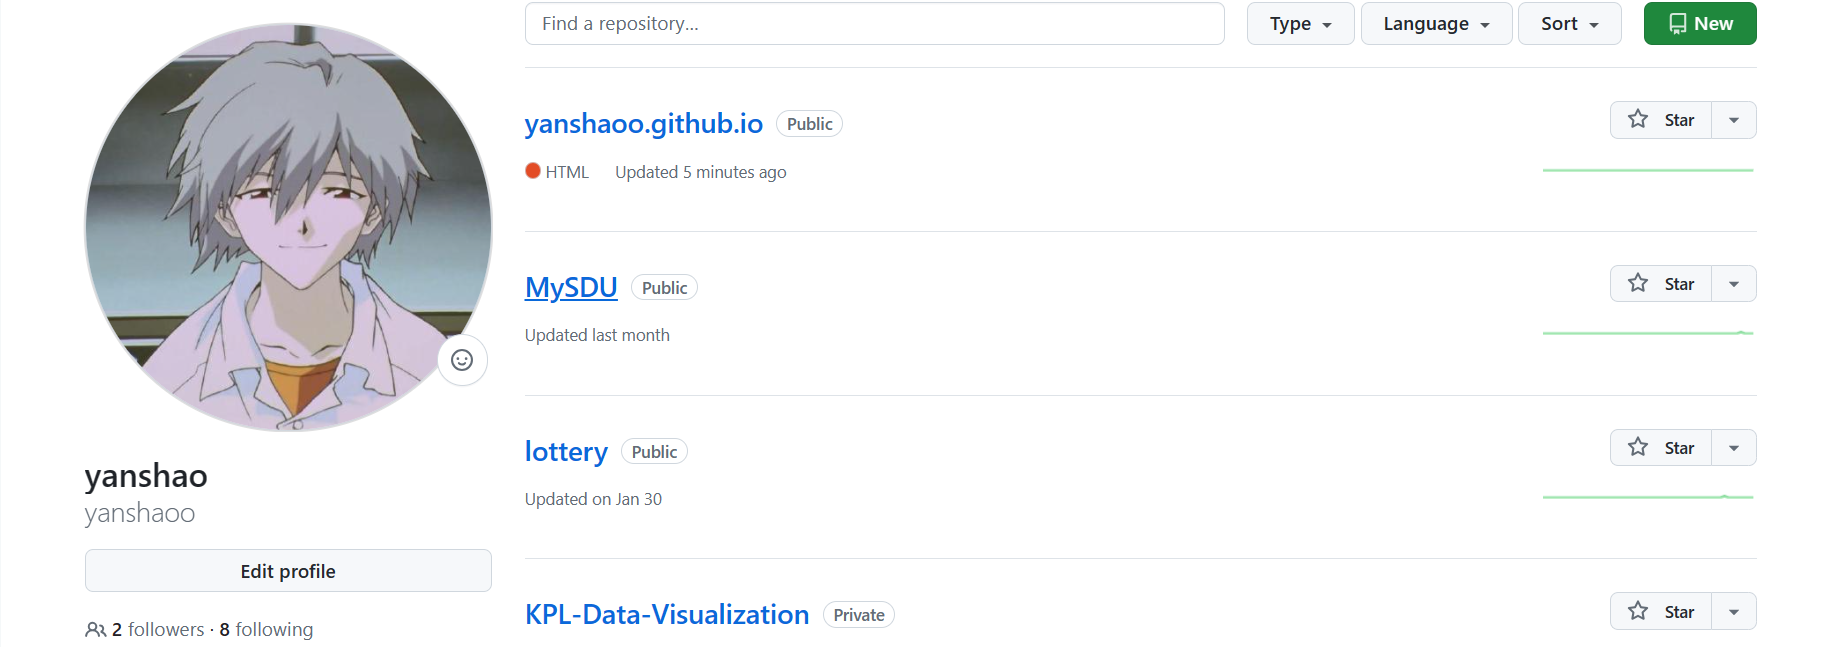 Find a repository...
Type
Language
Sort
New
yanshaoo.github.io Public
Star
HTML Updated 5 minutes ago
MySDU Public
Star
Updated last month
lottery Public
Star
Updated on Jan 30
KPL-Data-Visualization Private
Star
yanshao
yanshaoo
Edit profile
2 followers · 8 following